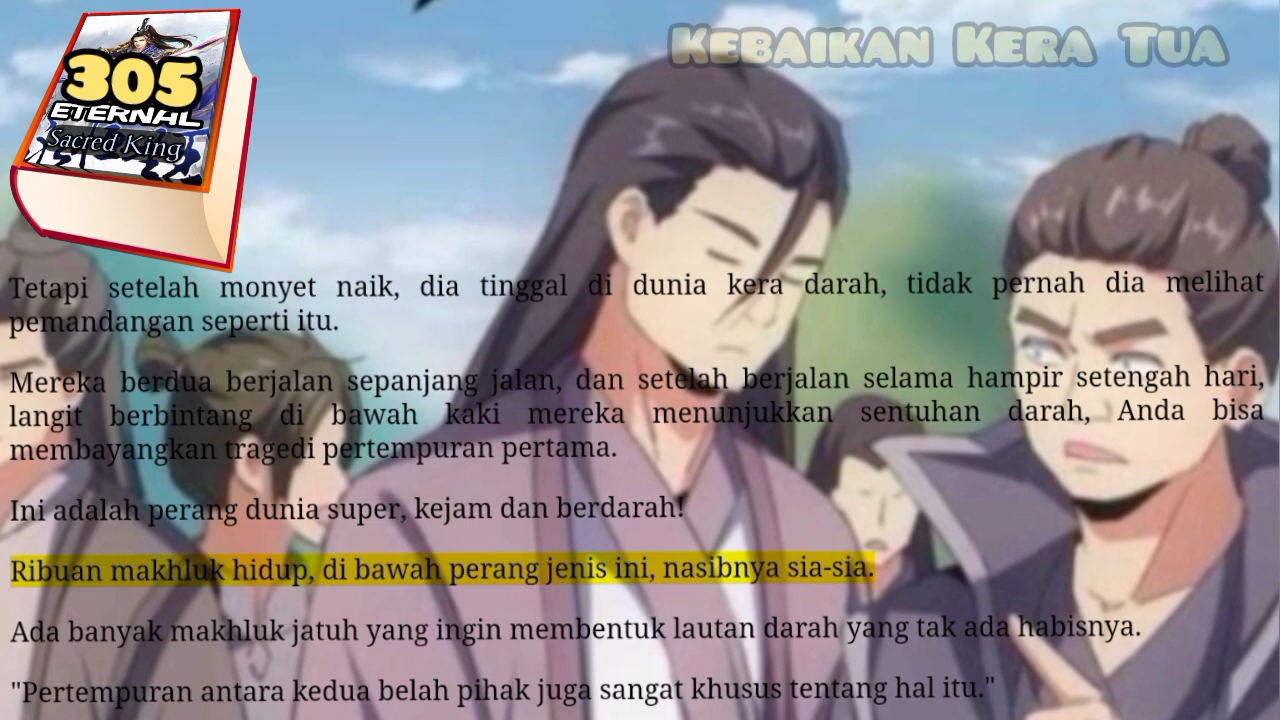 305
ETERNAL
Sacred King
KEBAIKAN KERA TUA
Tetapi setelah monyet naik, dia tinggal di dunia kera darah, tidak pernah dia melihat
pemandangan seperti itu.
Mereka berdua berjalan sepanjang jalan, dan setelah berjalan selama hampir setengah hari,
langit berbintang di bawah kaki mereka menunjukkan sentuhan darah, Anda bisa
membayangkan tragedi pertempuran pertama.
Ini adalah perang dunia super, kejam dan berdarah!
Ribuan makhluk hidup, di bawah perang jenis ini, nasibnya sia-sia.
Ada banyak makhluk jatuh yang ingin membentuk lautan darah yang tak ada habisnya.
"Pertempuran antara kedua belah pihak juga sangat khusus tentang hal itu."